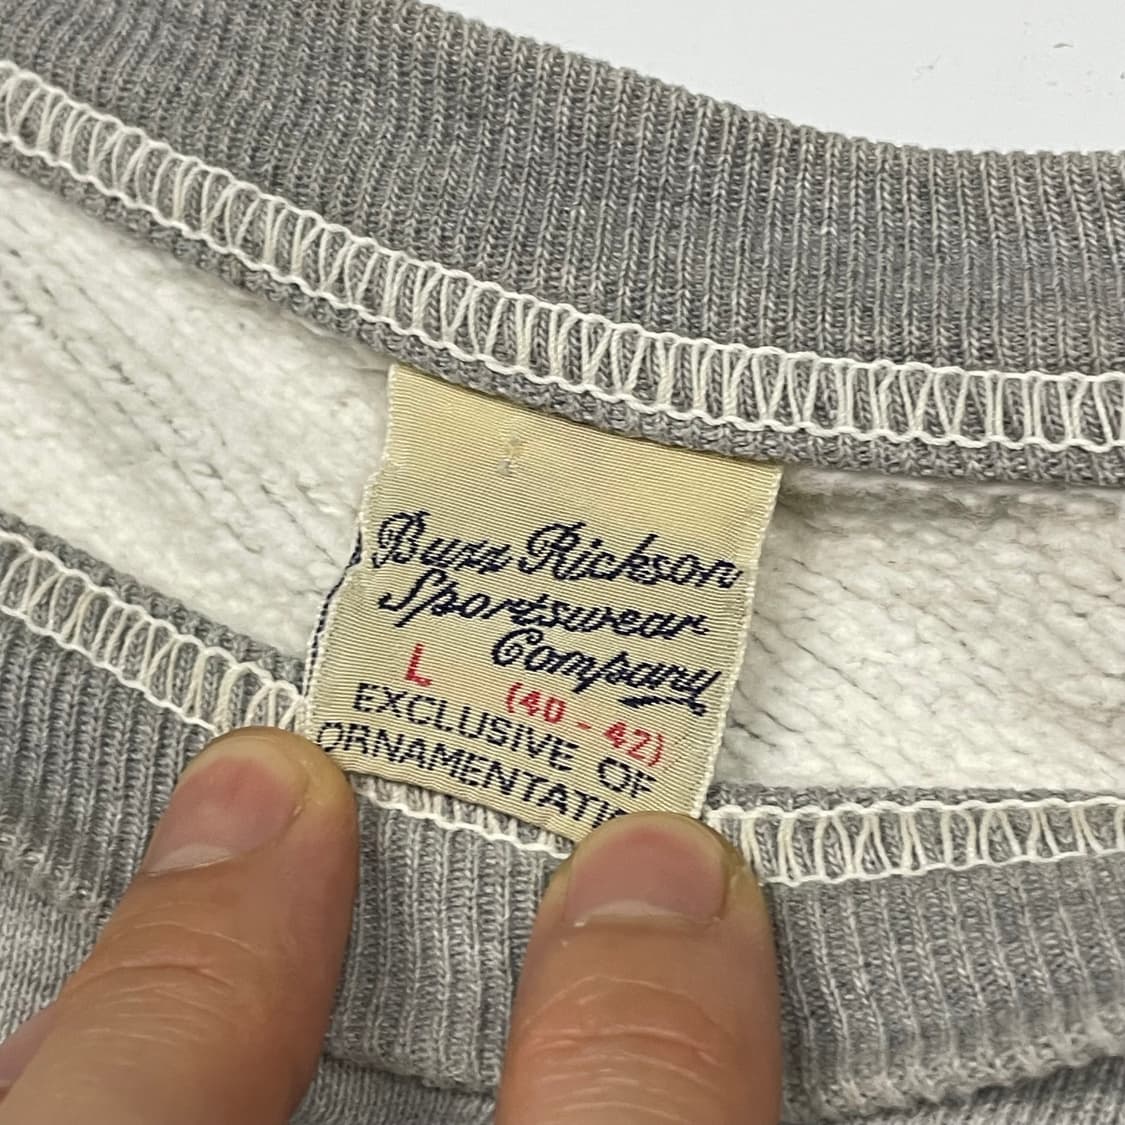 Buzz Rickson
Sportswear
Company
L (40 - 42)
EXCLUSIVE OF